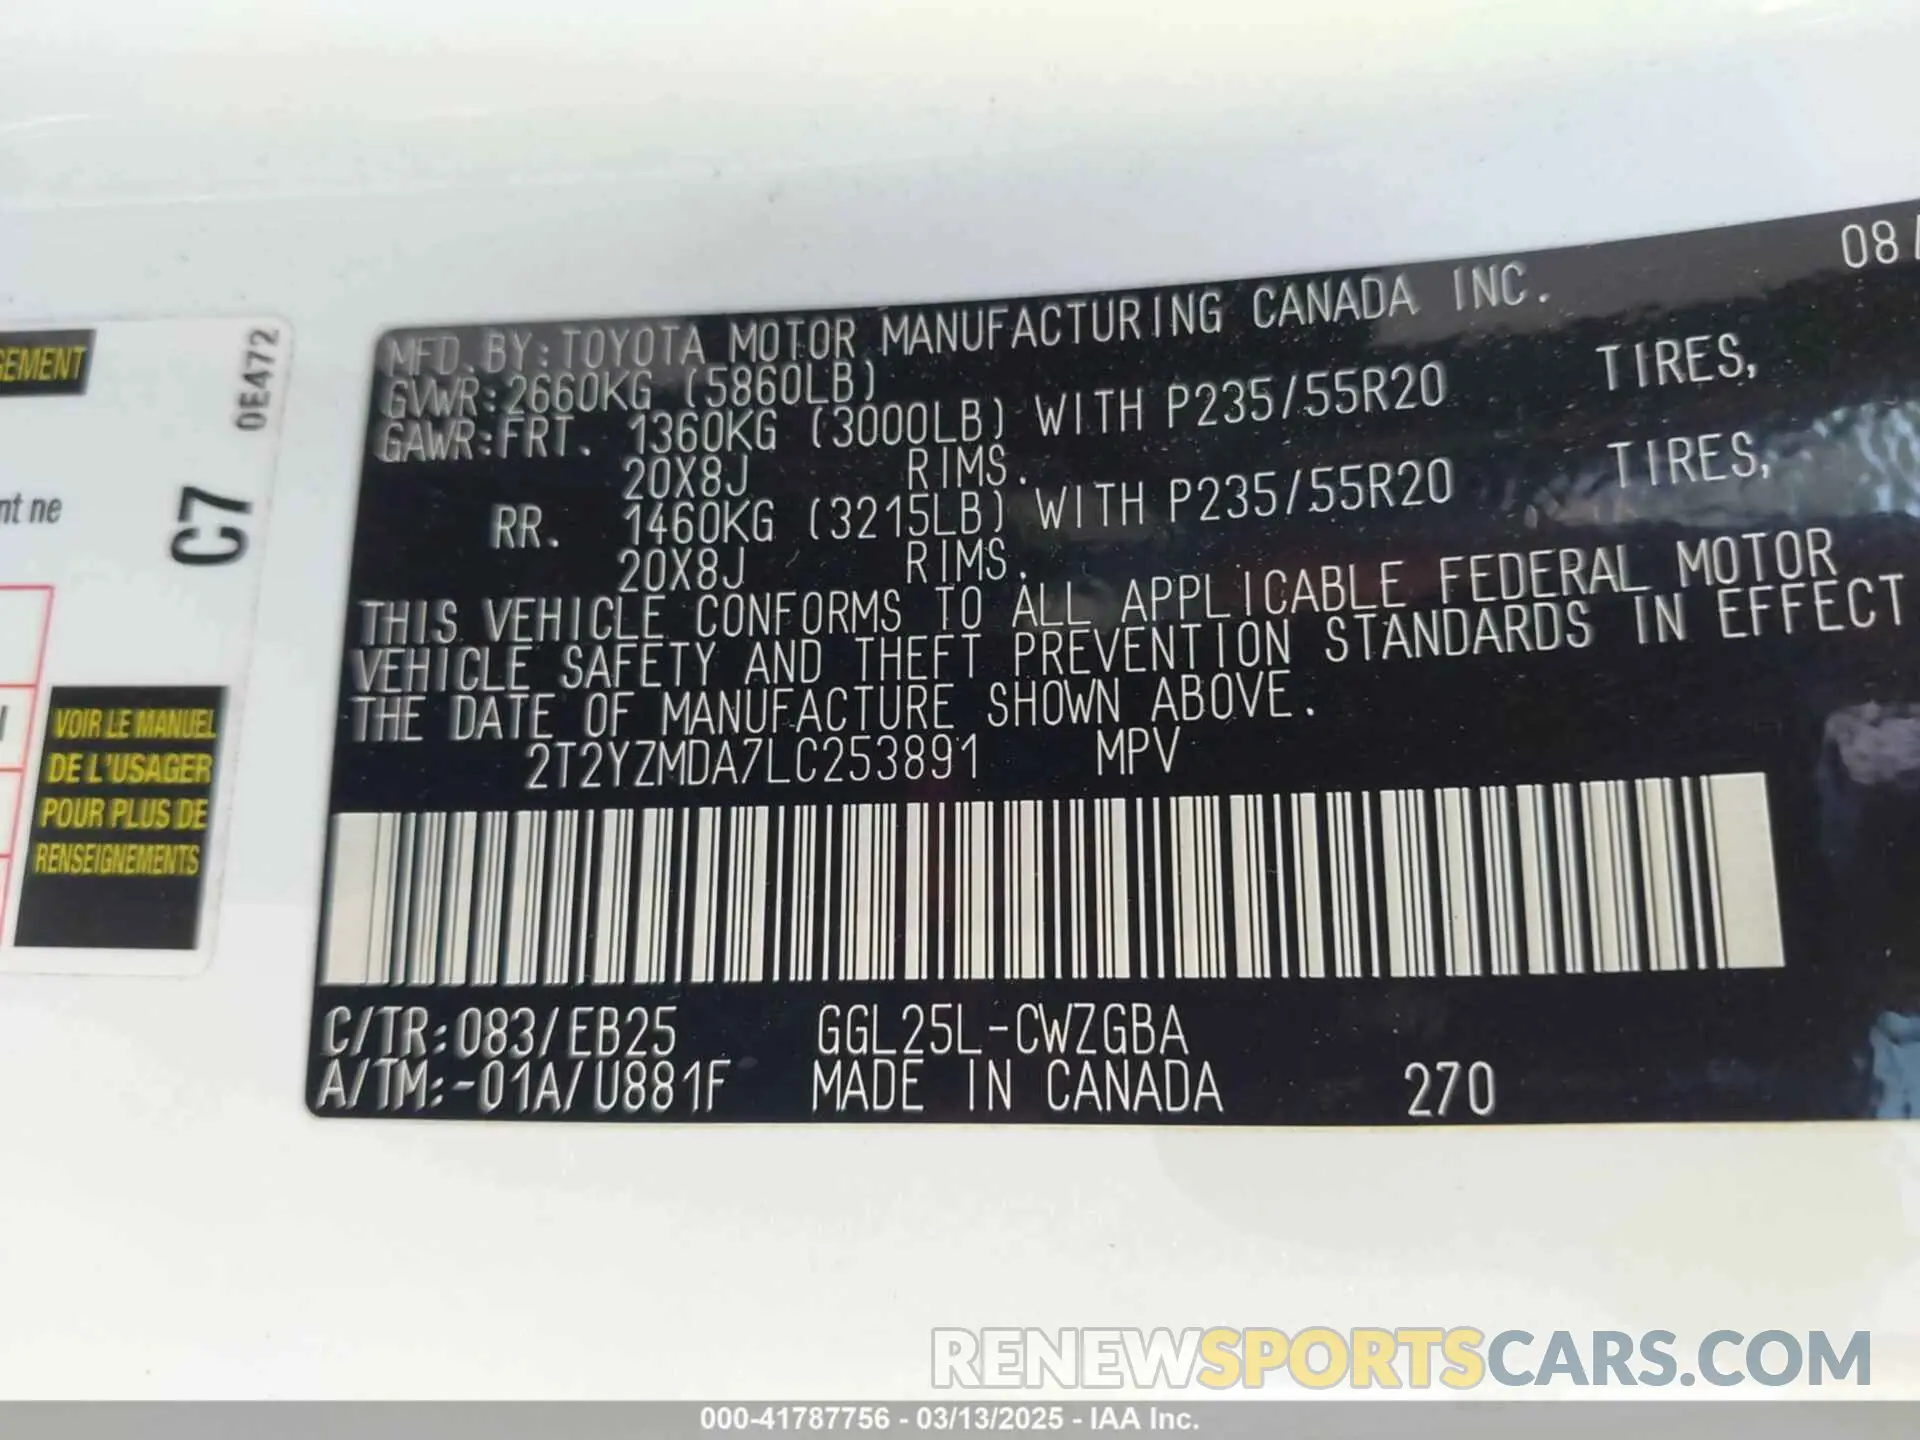 GEMENT
0E472
C7
nt ne
VOIR LE MANUEL
DE L'USAGER
POUR PLUS DE
RENSEIGNEMENTS
08/
MFD. BY: TOYOTA MOTOR MANUFACTURING CANADA INC.
GVWR: 2660KG (5860LB)
GAWR: FRT. 1360KG (3000LB) WITH P235/55R20 TIRES,
20X8J RIMS.
RR. 1460KG (3215LB) WITH P235/55R20 TIRES,
20X8J RIMS.
THIS VEHICLE CONFORMS TO ALL APPLICABLE FEDERAL MOTOR
VEHICLE SAFETY AND THEFT PREVENTION STANDARDS IN EFFECT
THE DATE OF MANUFACTURE SHOWN ABOVE.
2T2YZMDA7LC253891 MPV
C/TR: 083/EB25 GGL25L-CWZGBA
A/TM: -01A/U881F MADE IN CANADA 270
RENEWSPORTSCARS.COM
000-41787756 - 03/13/2025 - IAA Inc.